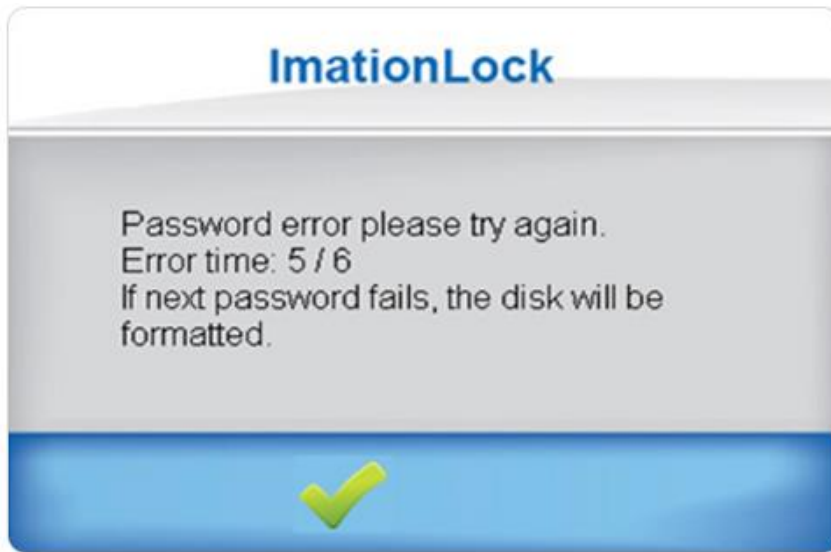 ImationLock
Password error please try again.
Error time: 5 / 6
If next password fails, the disk will be
formatted.